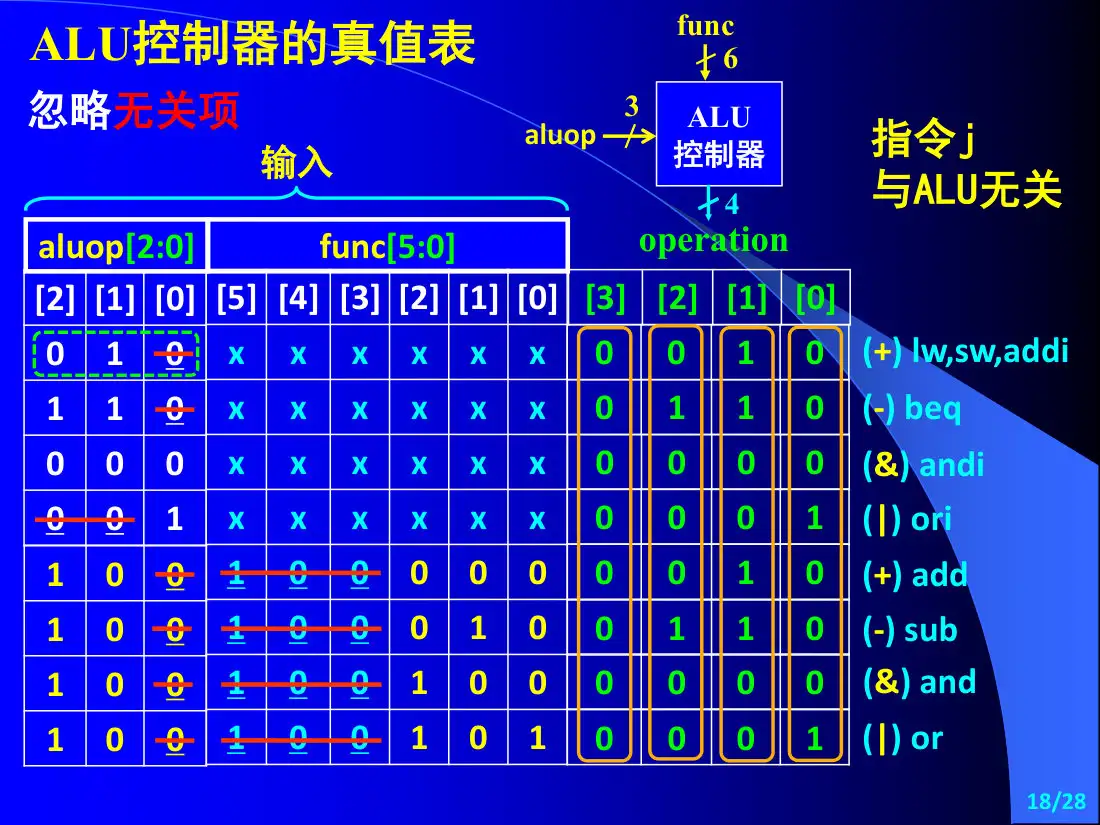 ALU控制器的真值表
忽略无关项
func
6
3
aluop
ALU
控制器
4
operation
指令j
与ALU无关
输入
aluop[2:0] func[5:0]
[2] [1] [0] [5] [4] [3] [2] [1] [0] [3] [2] [1] [0]
0 1 0 x x x x x x 0 0 1 0 (+) lw,sw,addi
1 1 0 x x x x x x 0 1 1 0 (-) beq
0 0 0 x x x x x x 0 0 0 0 (&) andi
0 0 1 x x x x x x 0 0 0 1 (|) ori
1 0 0 1 0 0 0 0 0 0 0 1 0 (+) add
1 0 0 1 0 0 0 1 0 0 1 1 0 (-) sub
1 0 0 1 0 0 1 0 0 0 0 0 0 (&) and
1 0 0 1 0 0 1 0 1 0 0 0 1 (|) or
18/28